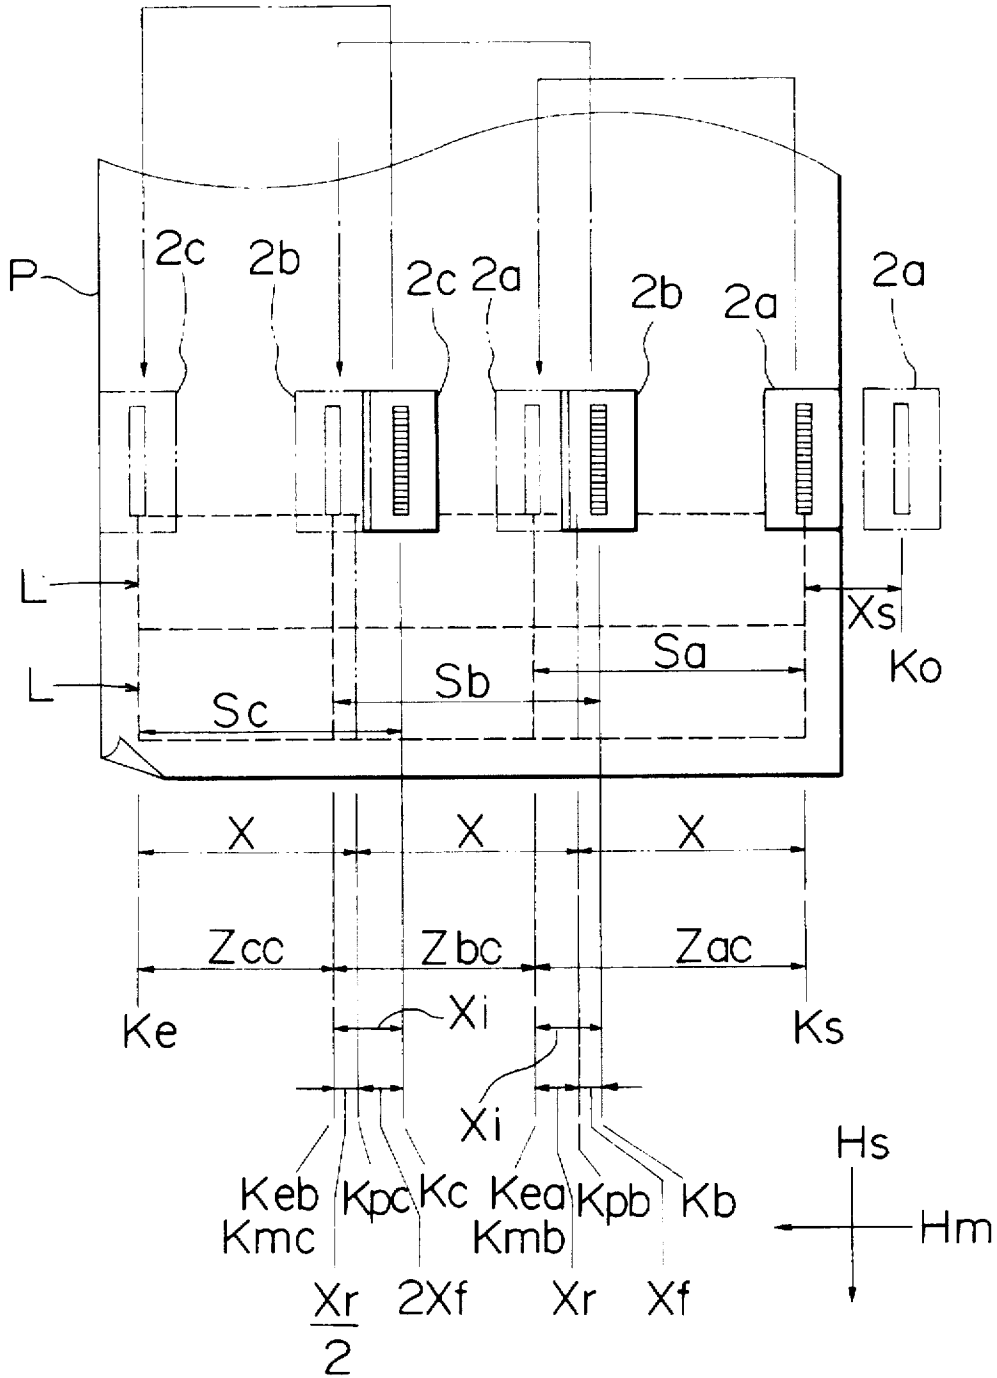 P
2c
2b
2c
2a
2b
2a
2a
L
Xs
Sa
Ko
L
Sb
Sc
X
X
X
Zcc
Zbc
Zac
Ke
Xi
Ks
Xi
Hs
Keb
Kpc
Kc
Kea
Kpb
Kb
Kmc
Kmb
Hm
Xr/2
2Xf
Xr
Xf